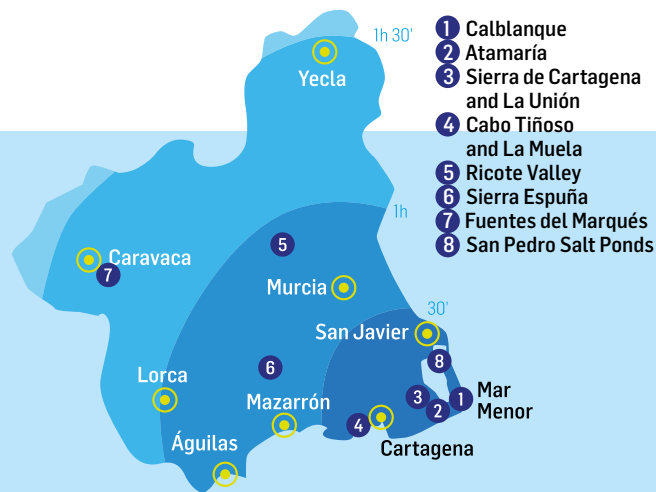 1h 30'
Yecla
1 Calblanque
2 Atamaría
3 Sierra de Cartagena
and La Unión
4 Cabo Tiñoso
and La Muela
5 Ricote Valley
6 Sierra Espuña
7 Fuentes del Marqués
8 San Pedro Salt Ponds
1h
5
Caravaca
7
Murcia
30'
San Javier
8
6
Lorca
Mazarrón
3
1
2
Mar
Menor
4
Cartagena
Águilas